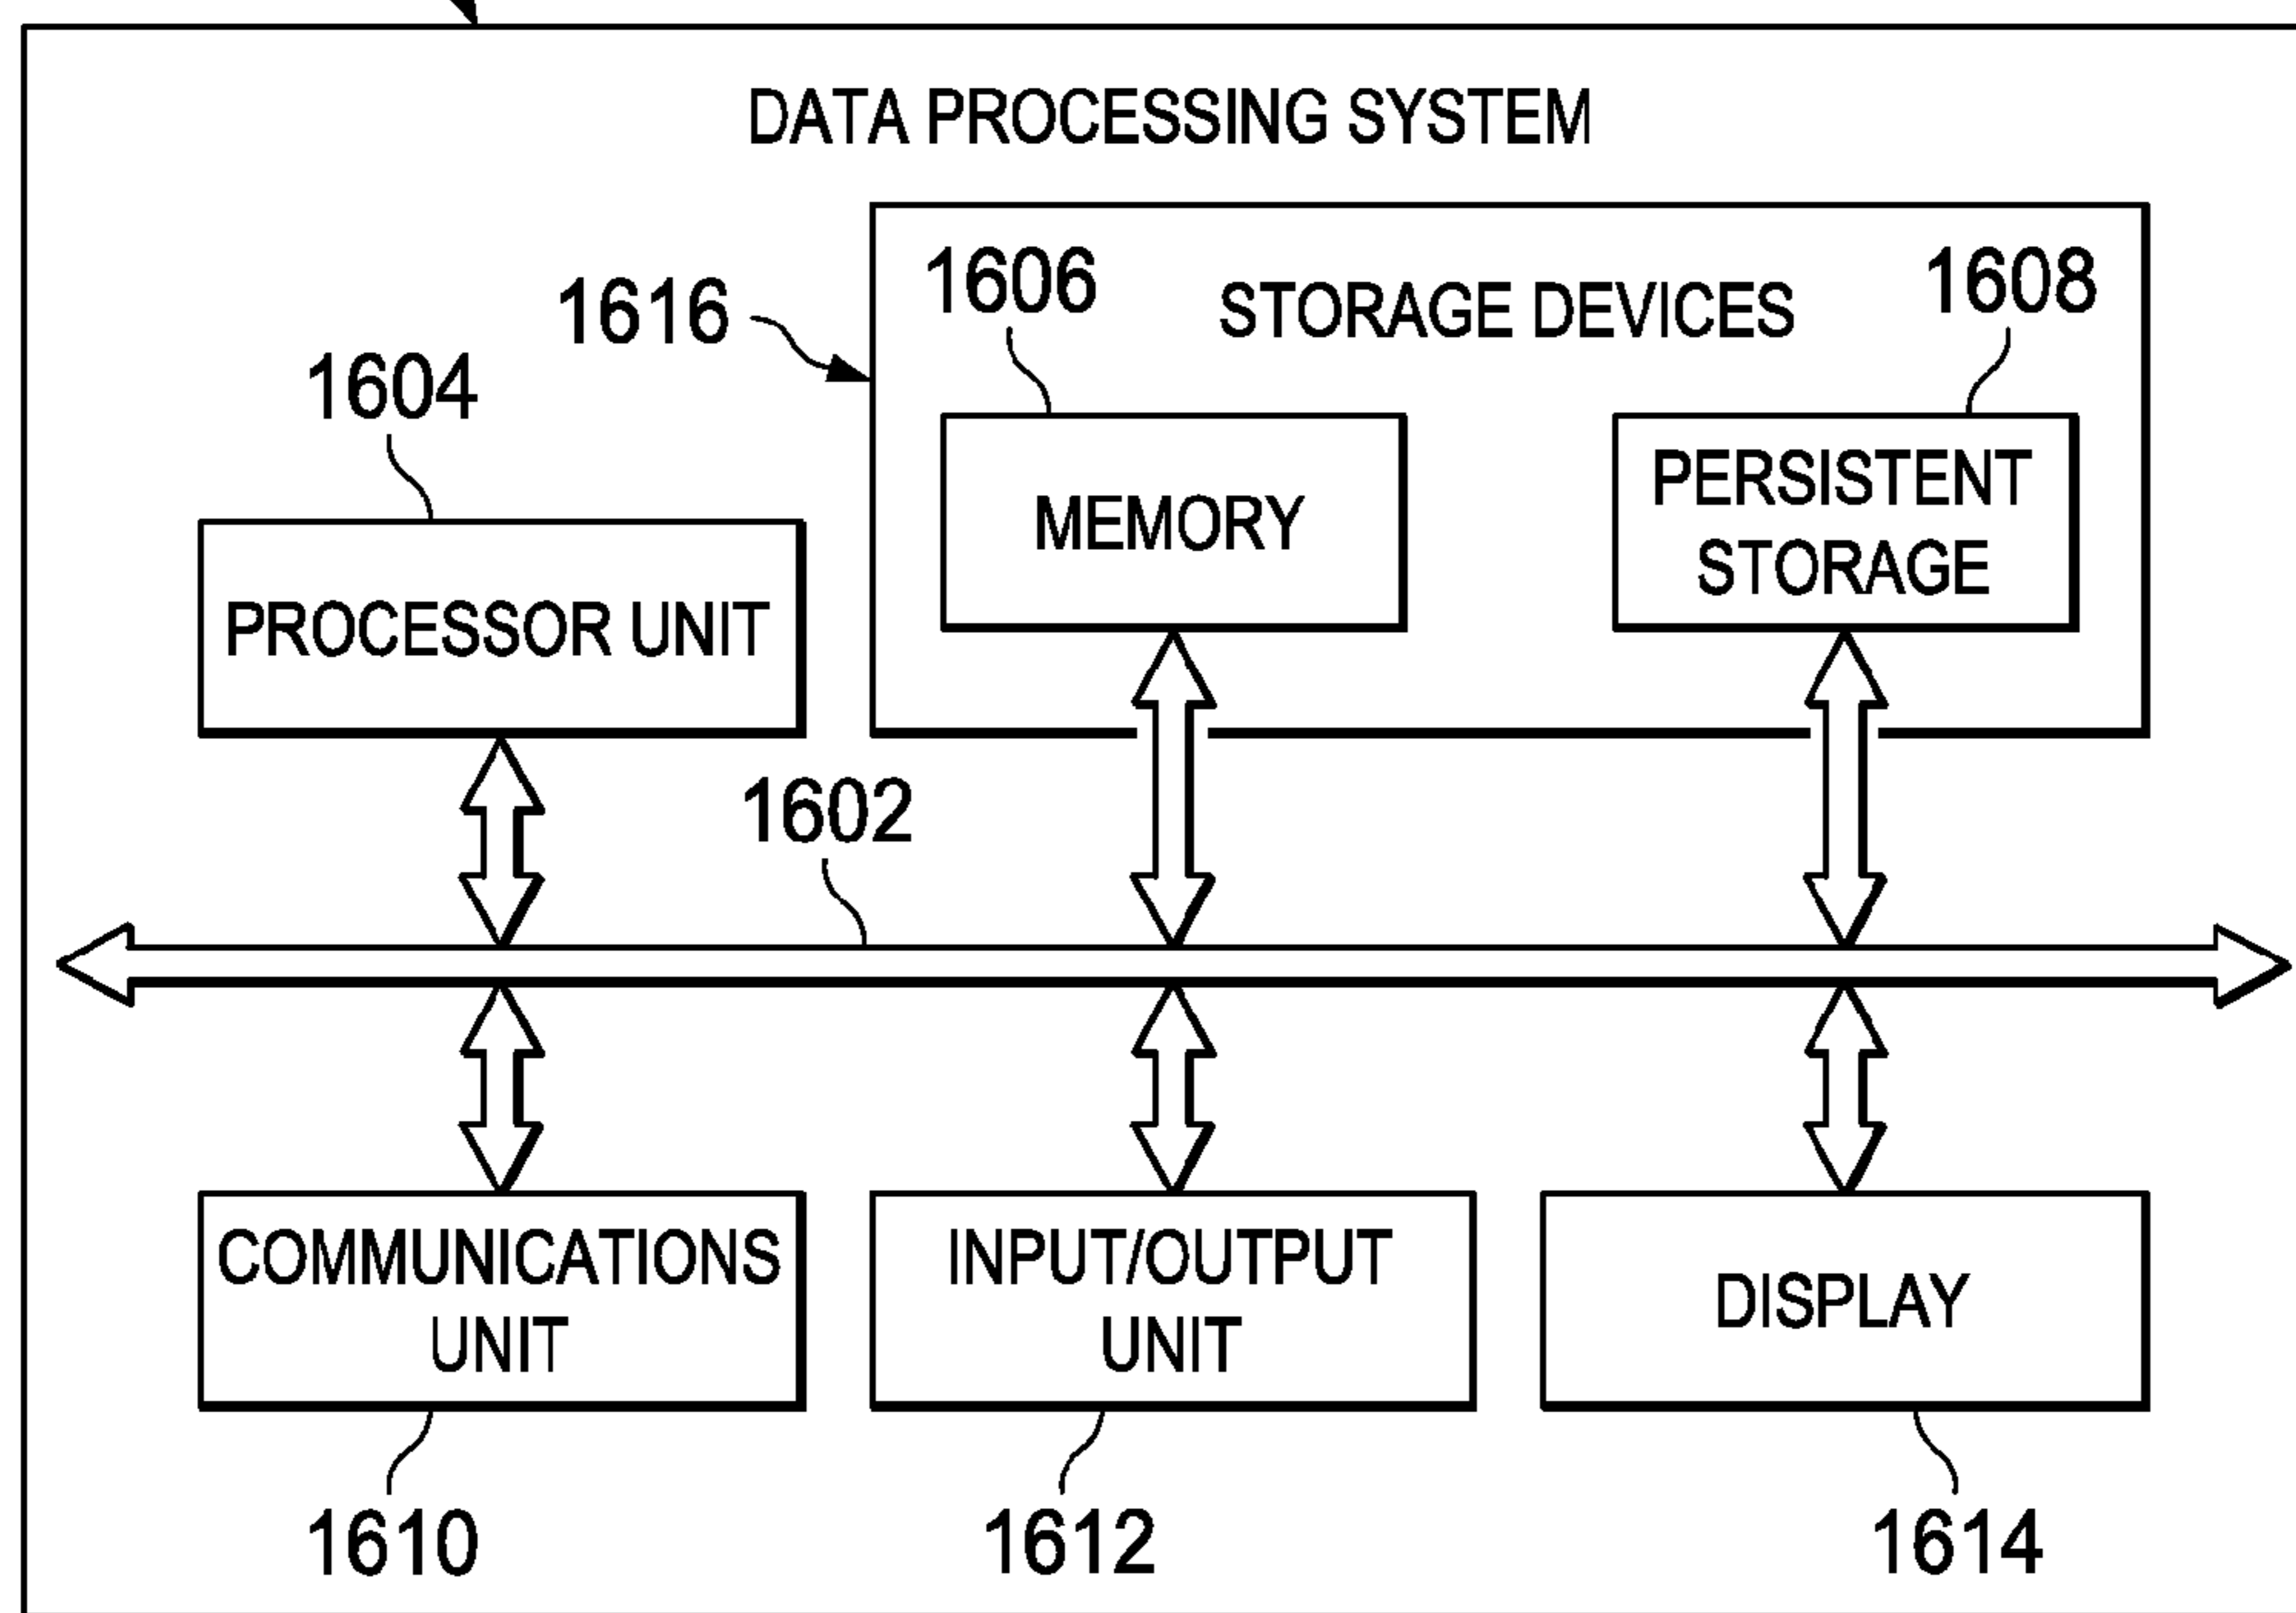 DATA PROCESSING SYSTEM
1606
STORAGE DEVICES
1608
1616
1604
MEMORY
PERSISTENT
STORAGE
PROCESSOR UNIT
1602
COMMUNICATIONS
UNIT
INPUT/OUTPUT
UNIT
DISPLAY
1610
1612
1614